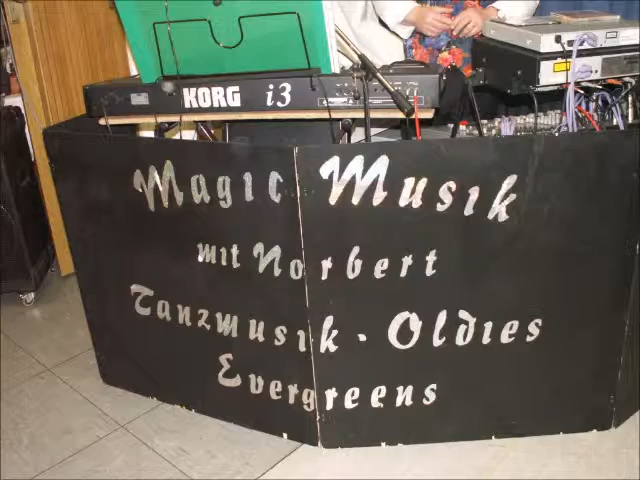 KORG i3
Magic Musik
mit Norbert
Tanzmusik - Oldies
Evergreens